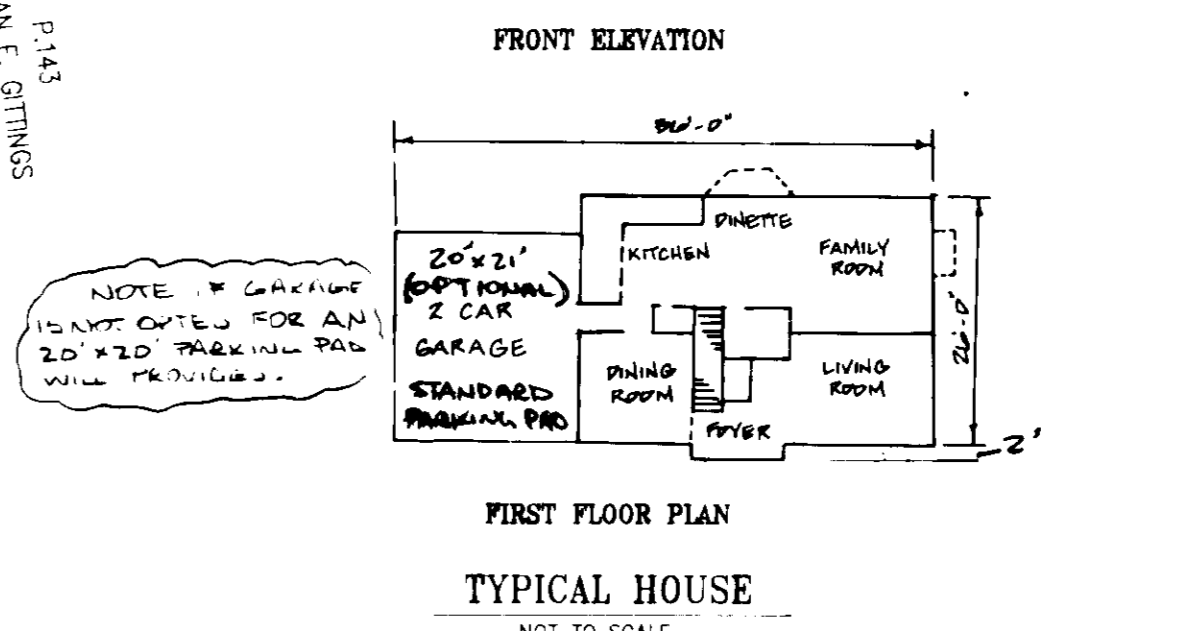 P.143
AN E. GITTINGS
FRONT ELEVATION
-0"
DINETTE
KITCHEN
FAMILY
ROOM
20'x21'
(OPTIONAL)
2 CAR
GARAGE
STANDARD
PARKING PAD
NOTE IF GARAGE
IS NOT OPTED FOR AN
20'x20' PARKING PAD
WILL PROVIDED.
DINING
ROOM
LIVING
ROOM
FOYER
26'-0"
2'
FIRST FLOOR PLAN
TYPICAL HOUSE
NOT TO SCALE